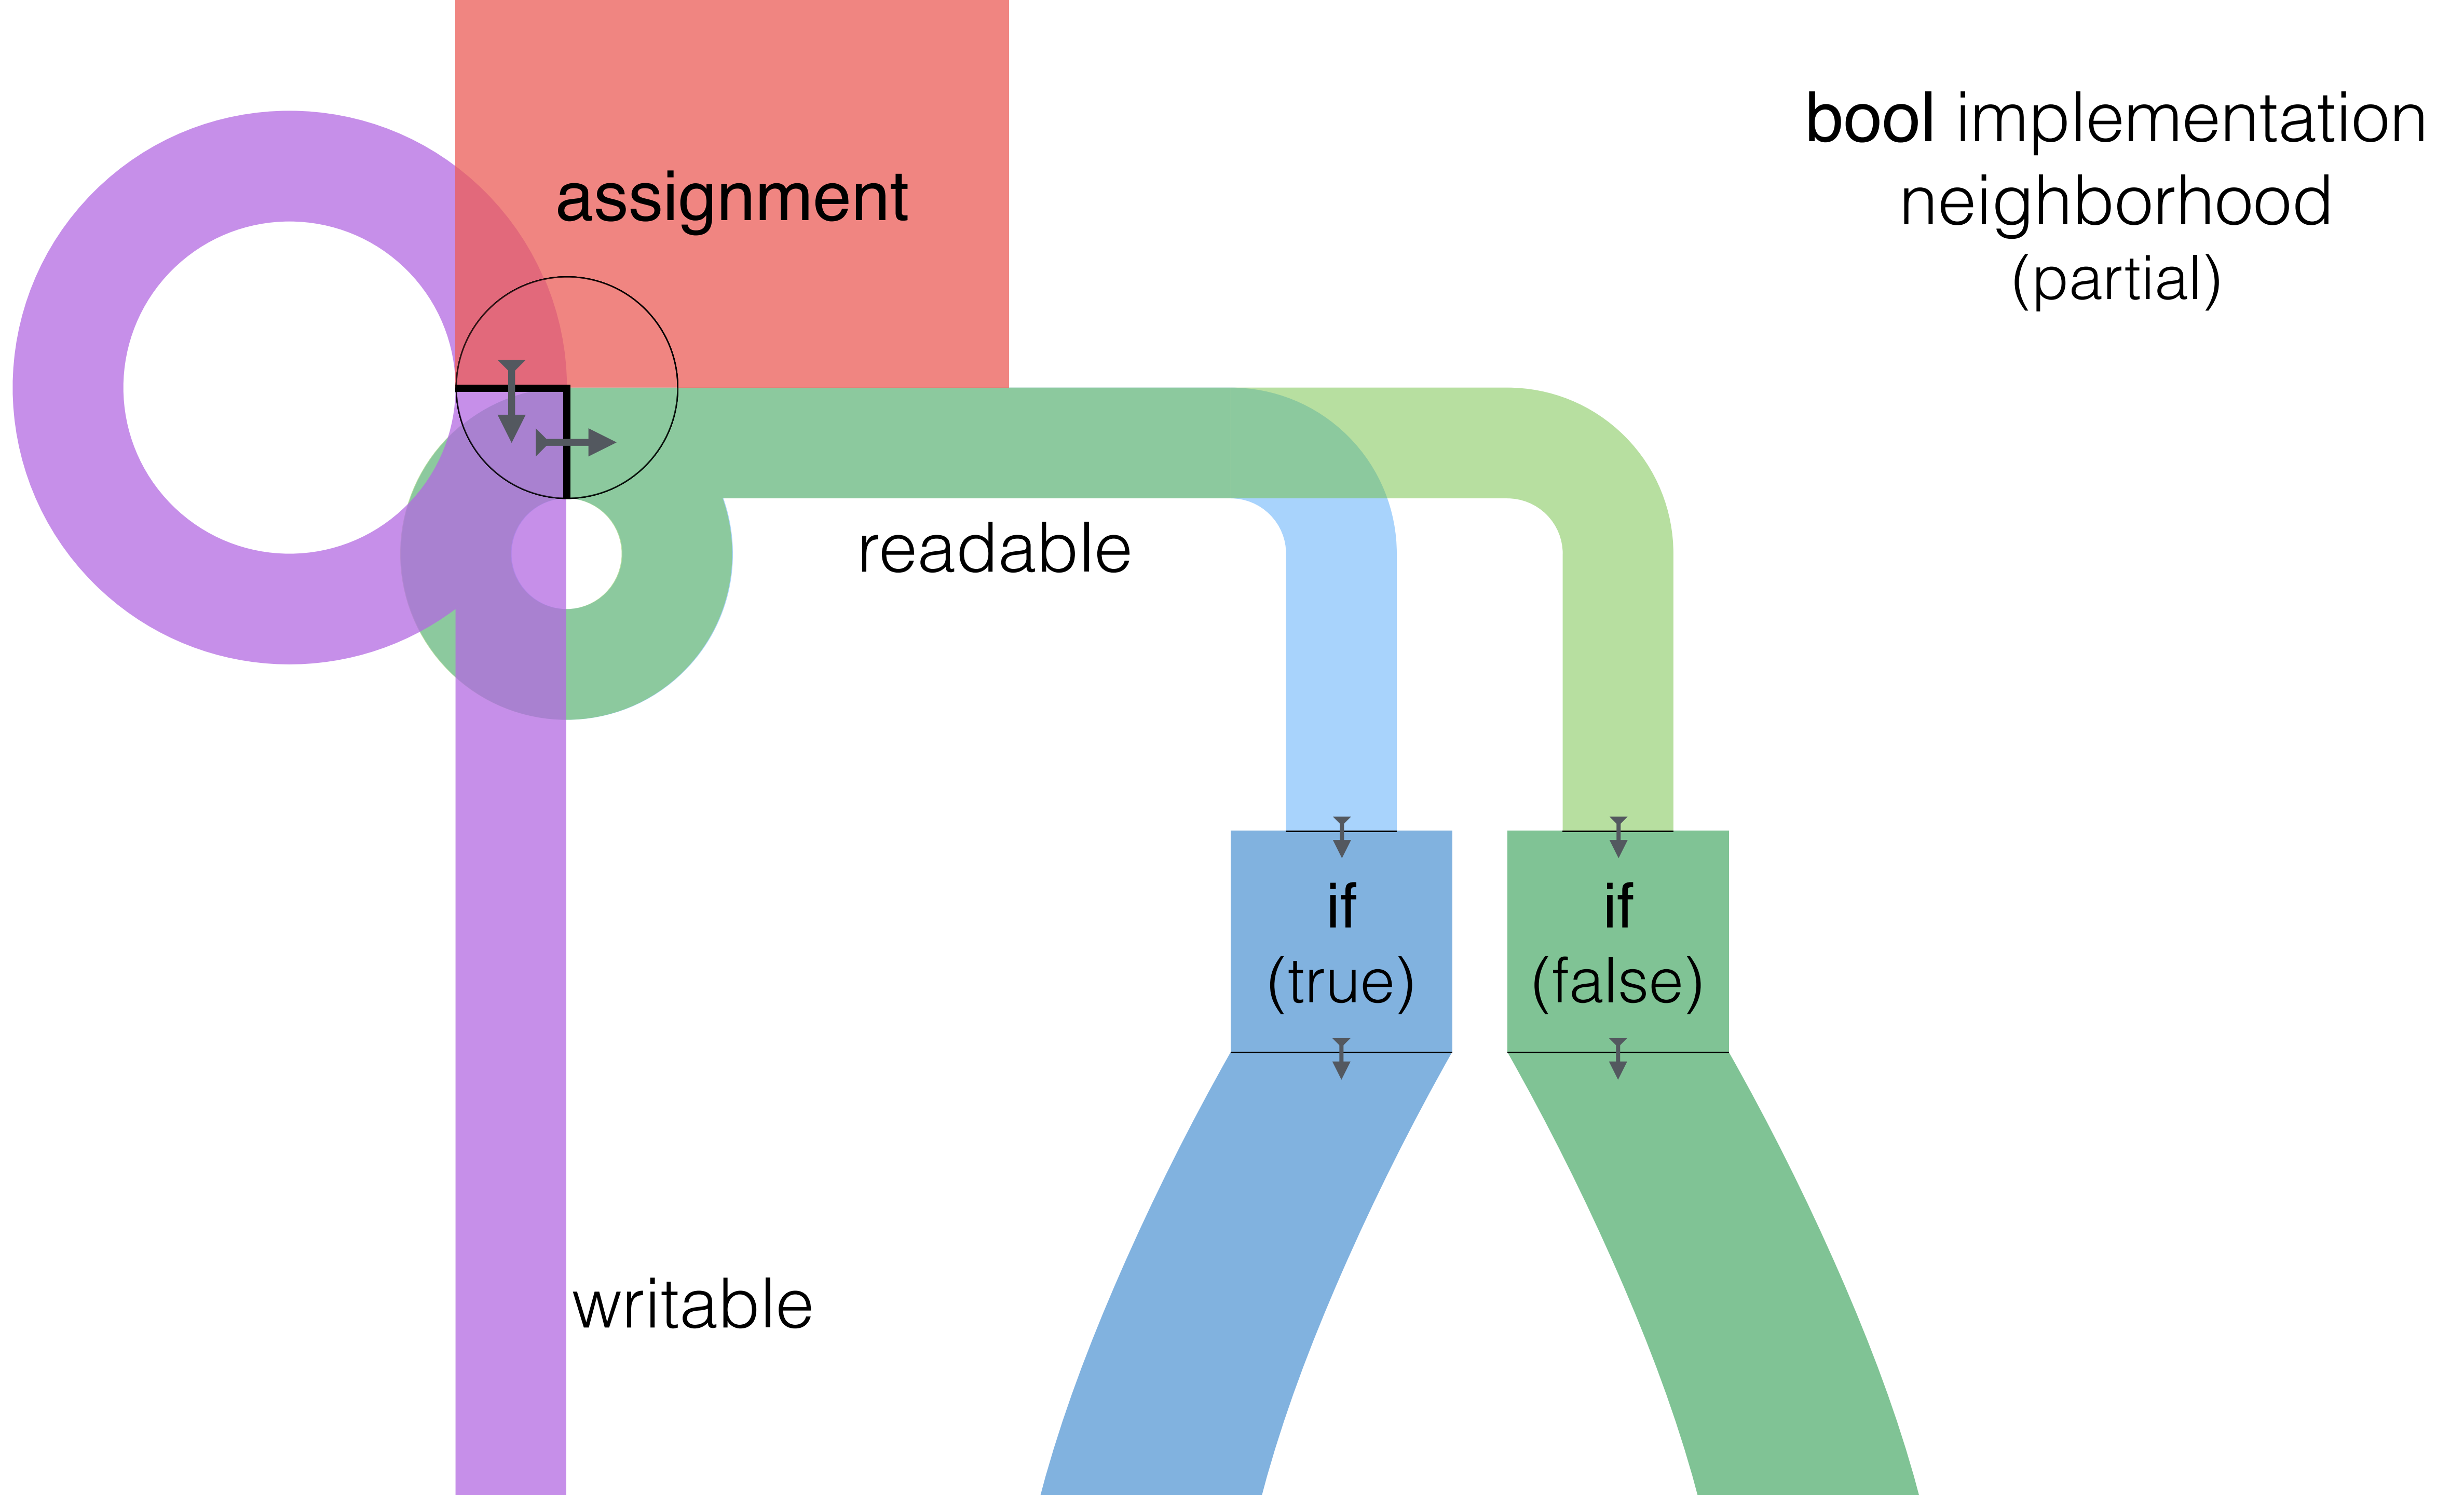 bool implementation
neighborhood
(partial)
assignment
readable
if
(true)
if
(false)
writable